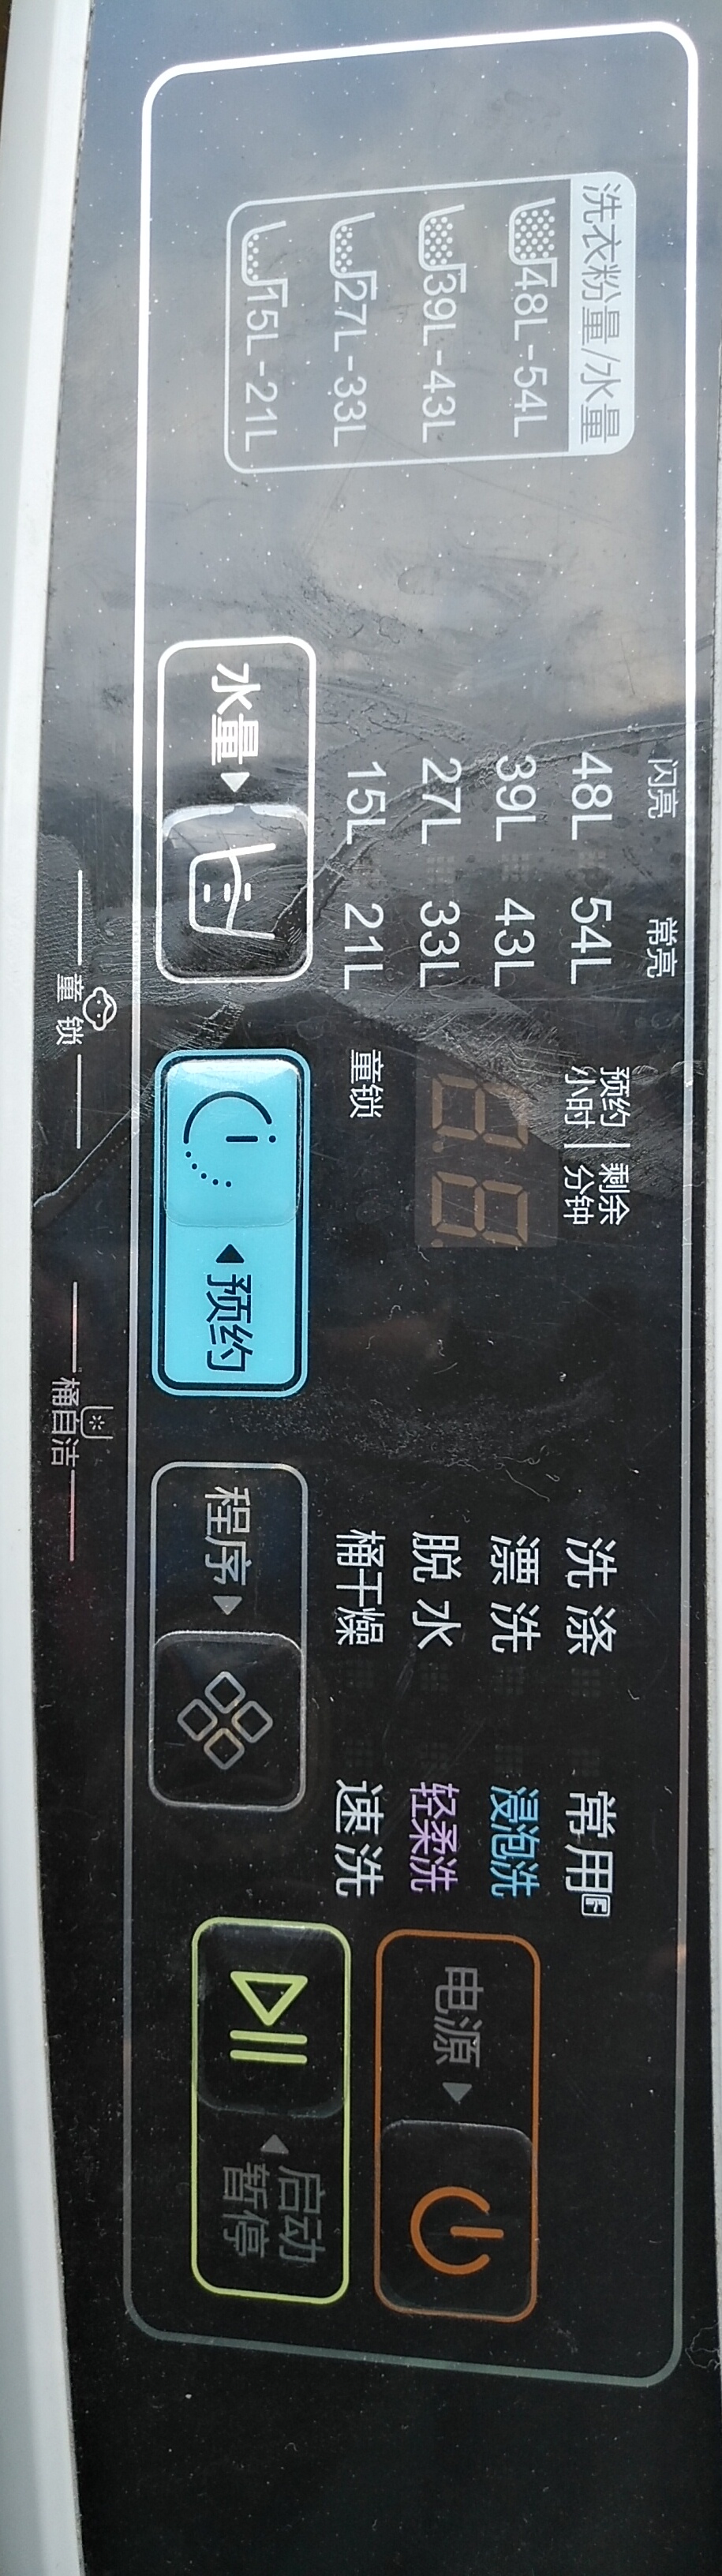 洗衣粉量/水量
48L-54L
39L-43L
27L-33L
15L-21L
闪亮 常亮
48L 54L
39L 43L
27L 33L
15L 21L
水量
预约 剩余
小时 分钟
8.8.
童锁
预约
洗涤 常用
漂洗 浸泡洗
脱水 轻柔洗
桶干燥 速洗
程序
电源
启动
暂停
童锁
桶自洁